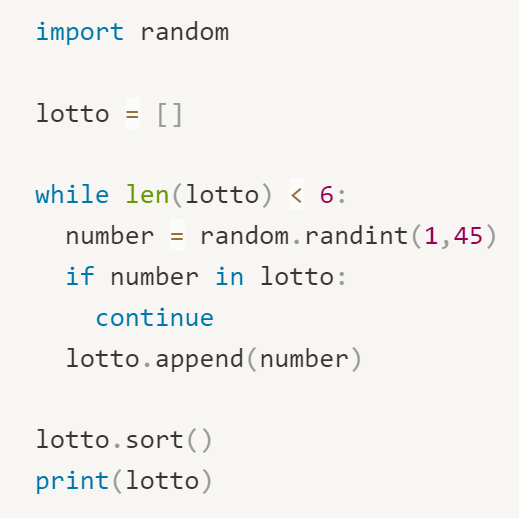 import random
lotto = []
while len(lotto) < 6:
  number = random.randint(1,45)
  if number in lotto:
    continue
  lotto.append(number)
lotto.sort()
print(lotto)